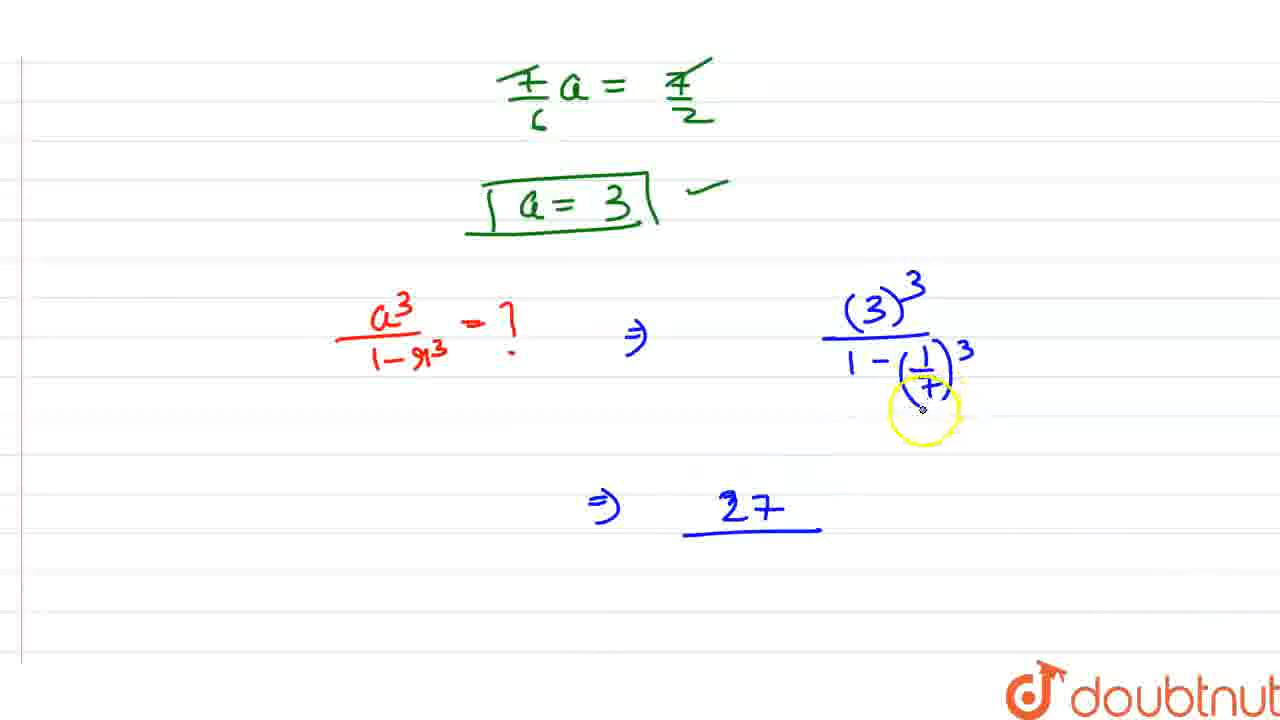 7/6 a = 7/2
a = 3 ✓
a³/(1-r³) = ? ⇒ (3)³/(1-(1/7)³)
⇒ 27
doubtnut